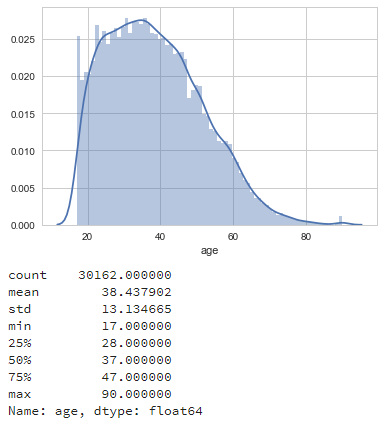 0.025
0.020
0.015
0.010
0.005
0.000
20 40 60 80
age
count 30162.000000
mean 38.437902
std 13.134665
min 17.000000
25% 28.000000
50% 37.000000
75% 47.000000
max 90.000000
Name: age, dtype: float64